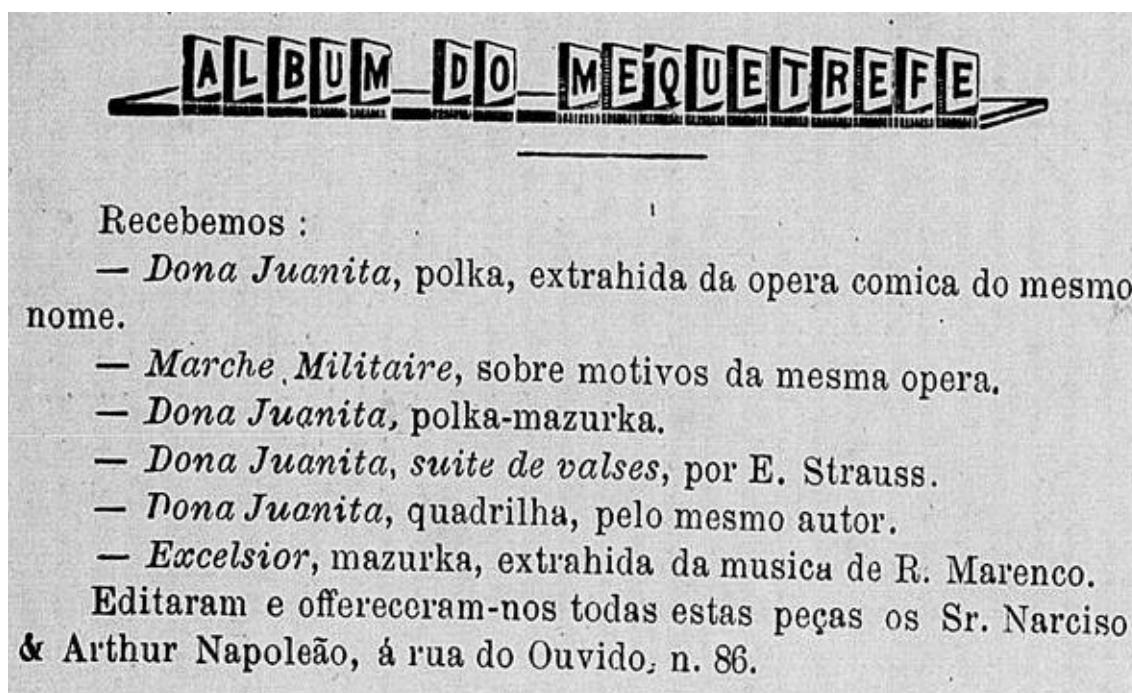 ALBUM DO MEQUETREFE
Recebemos :
— Dona Juanita, polka, extrahida da opera comica do mesmo
nome.
— Marche Militaire, sobre motivos da mesma opera.
— Dona Juanita, polka-mazurka.
— Dona Juanita, suite de valses, por E. Strauss.
— Dona Juanita, quadrilha, pelo mesmo autor.
— Excelsior, mazurka, extrahida da musica de R. Marenco.
Editaram e offereceram-nos todas estas peças os Sr. Narciso
& Arthur Napoleão, á rua do Ouvido, n. 86.